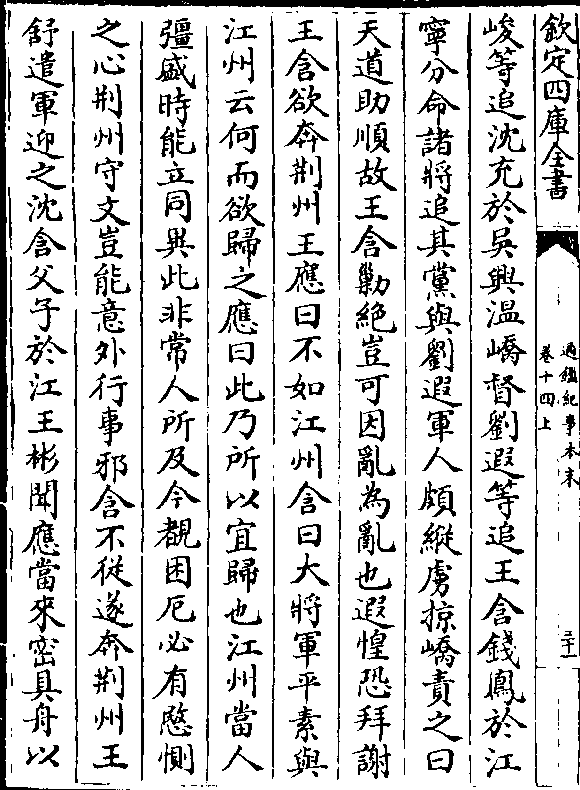 欽定四庫全書
通鑑紀事本末
卷十四上
二十一
峻等追沈充於吳興溫嶠督劉遐等追王含錢鳳於江
寧分命諸將追其黨與劉遐軍人頗縱虜掠嶠責之曰
天道助順故王含勦絕豈可因亂為亂也遐惶恐拜謝
王含欲奔荆州王應曰不如江州含曰大將軍平素與
江州云何而欲歸之應曰此乃所以宜歸也江州當人
彊盛時能立同異此非常人所及今覩困厄必有愍惻
之心荆州守文豈能意外行事邪含不從遂奔荆州王
舒遣軍迎之沈含父子於江王彬聞應當來密具舟以